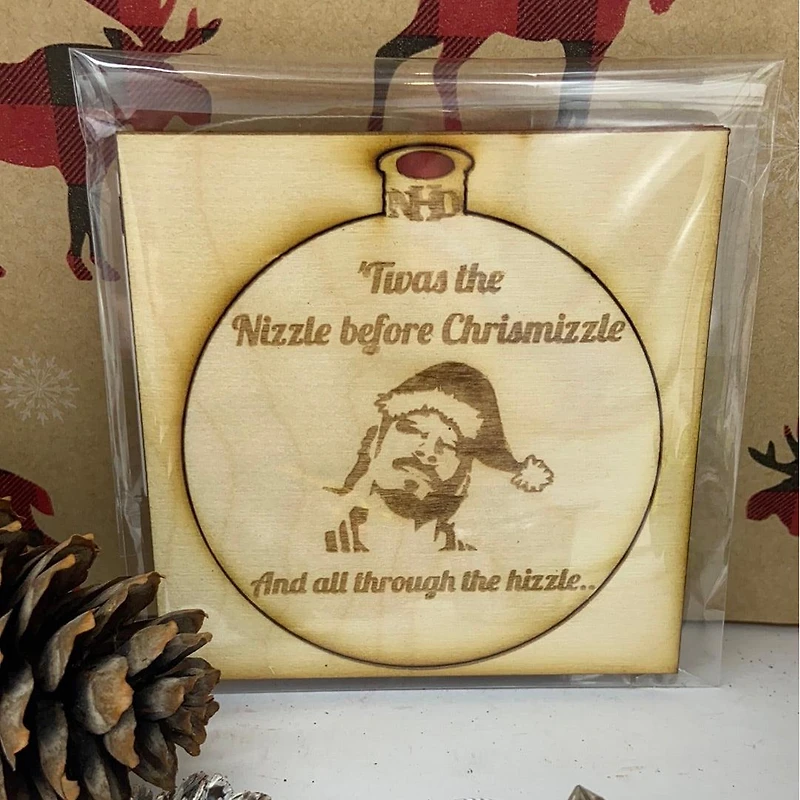 NHD
'Twas the
Nizzle before Chrismizzle
And all through the hizzle..